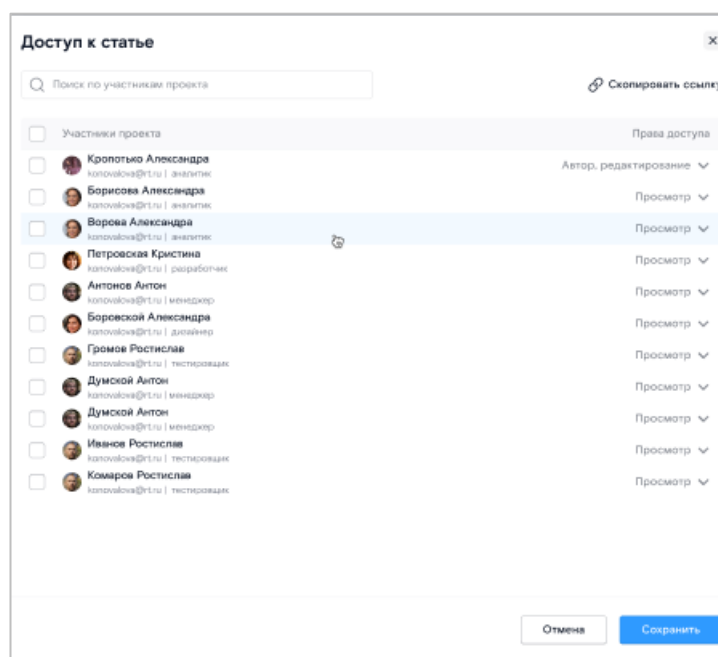 Доступ к статье
Поиск по участникам проекта
Скопировать ссылку
Участники проекта Права доступа
Кропотько Александра
konovalova@rt.ru | аналитик
Автор, редактирование
Борисова Александра
konovalova@rt.ru | аналитик
Просмотр
Ворова Александра
konovalova@rt.ru | аналитик
Просмотр
Петровская Кристина
konovalova@rt.ru | разработчик
Просмотр
Антонов Антон
konovalova@rt.ru | менеджер
Просмотр
Боровской Александра
konovalova@rt.ru | дизайнер
Просмотр
Громов Ростислав
konovalova@rt.ru | тестировщик
Просмотр
Думской Антон
konovalova@rt.ru | менеджер
Просмотр
Думской Антон
konovalova@rt.ru | менеджер
Просмотр
Иванов Ростислав
konovalova@rt.ru | тестировщик
Просмотр
Комаров Ростислав
konovalova@rt.ru | тестировщик
Просмотр
Отмена Сохранить